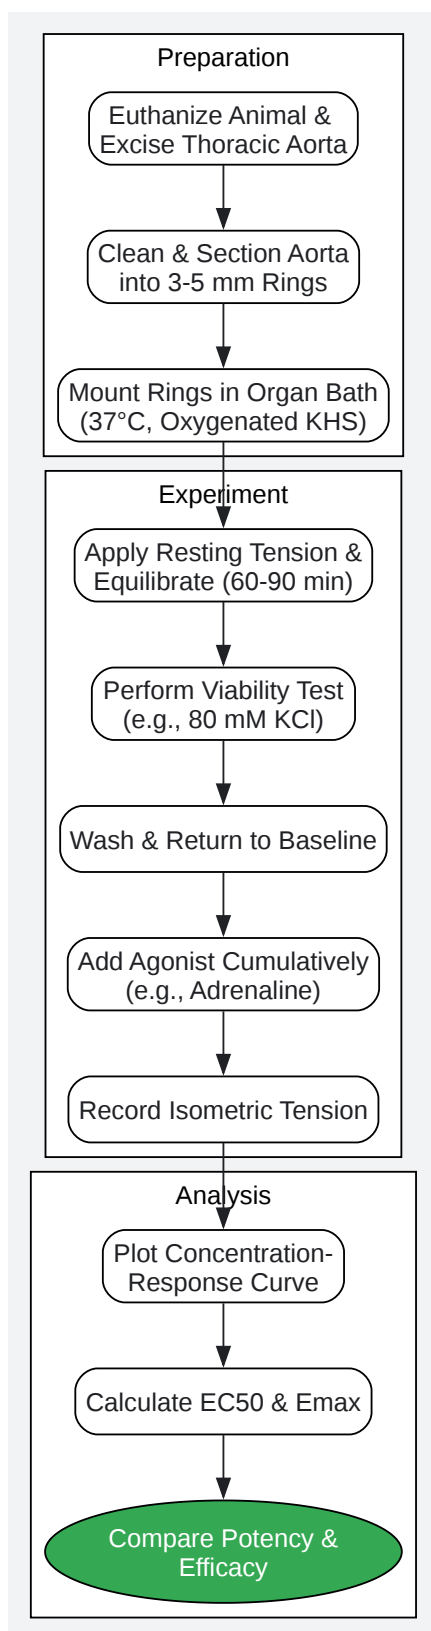 Preparation
Euthanize Animal &
Excise Thoracic Aorta
Clean & Section Aorta
into 3-5 mm Rings
Mount Rings in Organ Bath
(37°C, Oxygenated KHS)
Experiment
Apply Resting Tension &
Equilibrate (60-90 min)
Perform Viability Test
(e.g., 80 mM KCl)
Wash & Return to Baseline
Add Agonist Cumulatively
(e.g., Adrenaline)
Record Isometric Tension
Analysis
Plot Concentration-
Response Curve
Calculate EC50 & Emax
Compare Potency &
Efficacy